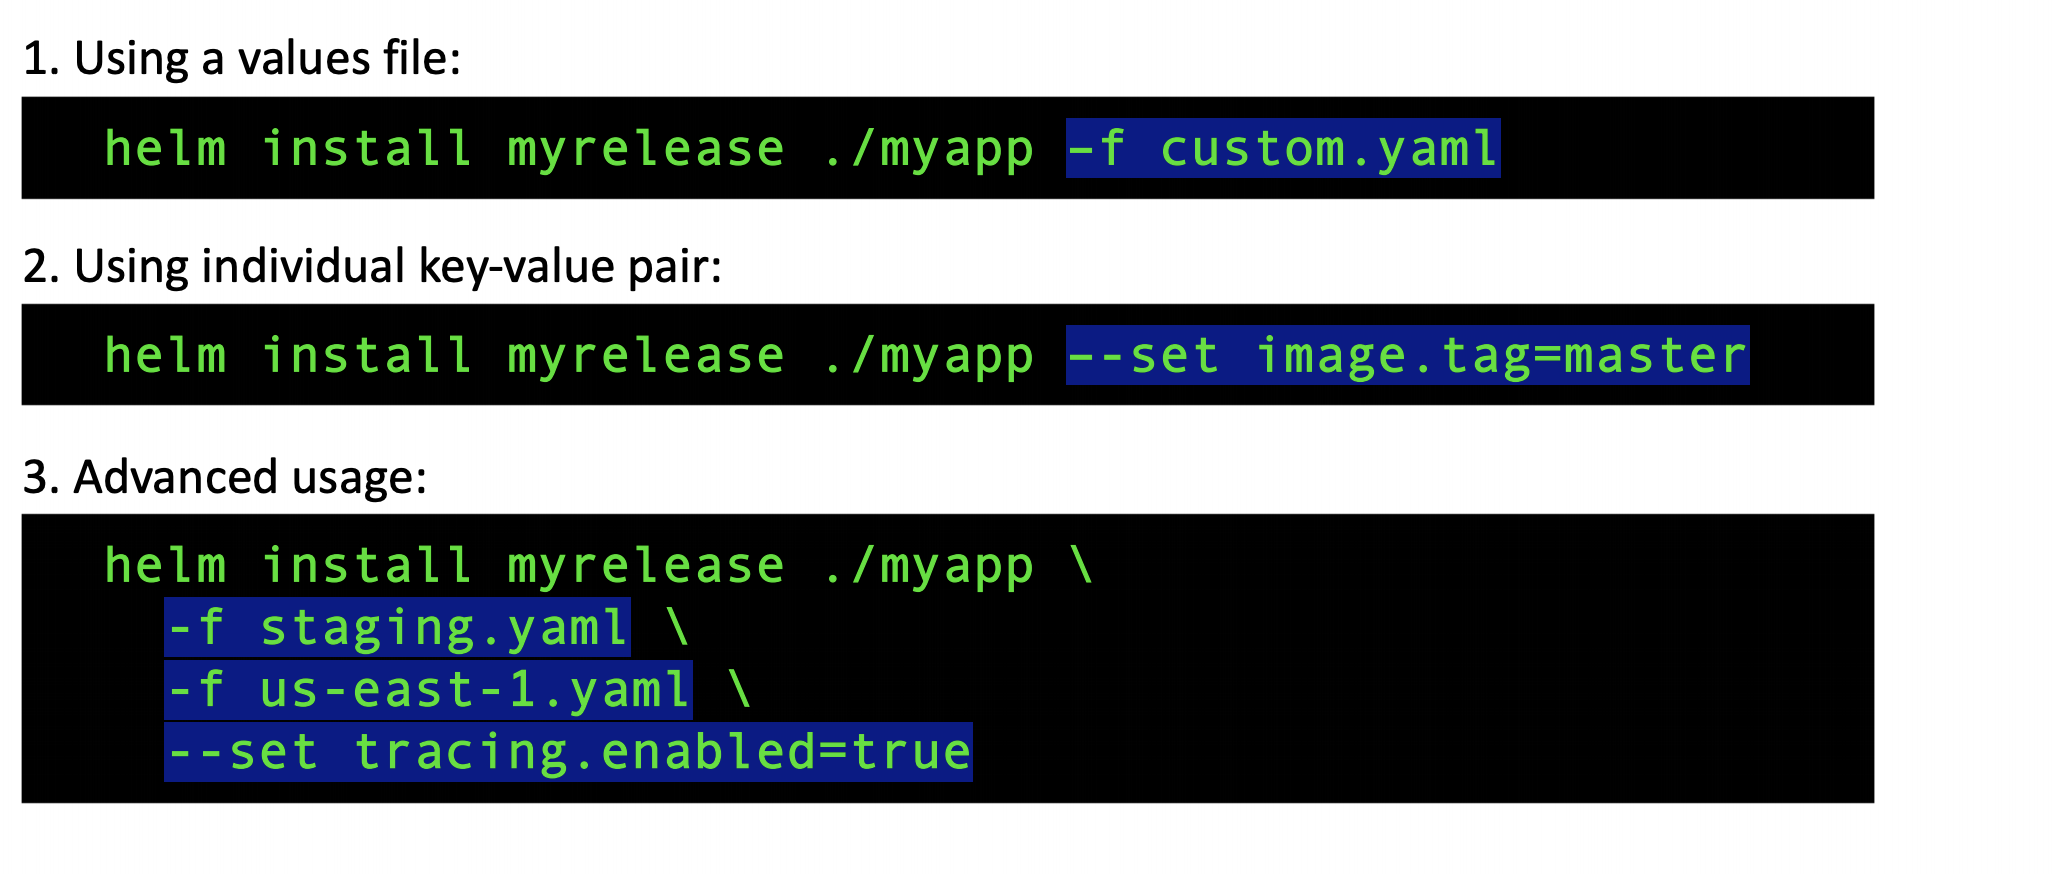 1. Using a values file:
helm install myrelease ./myapp -f custom.yaml
2. Using individual key-value pair:
helm install myrelease ./myapp --set image.tag=master
3. Advanced usage:
helm install myrelease ./myapp \
-f staging.yaml \
-f us-east-1.yaml \
--set tracing.enabled=true